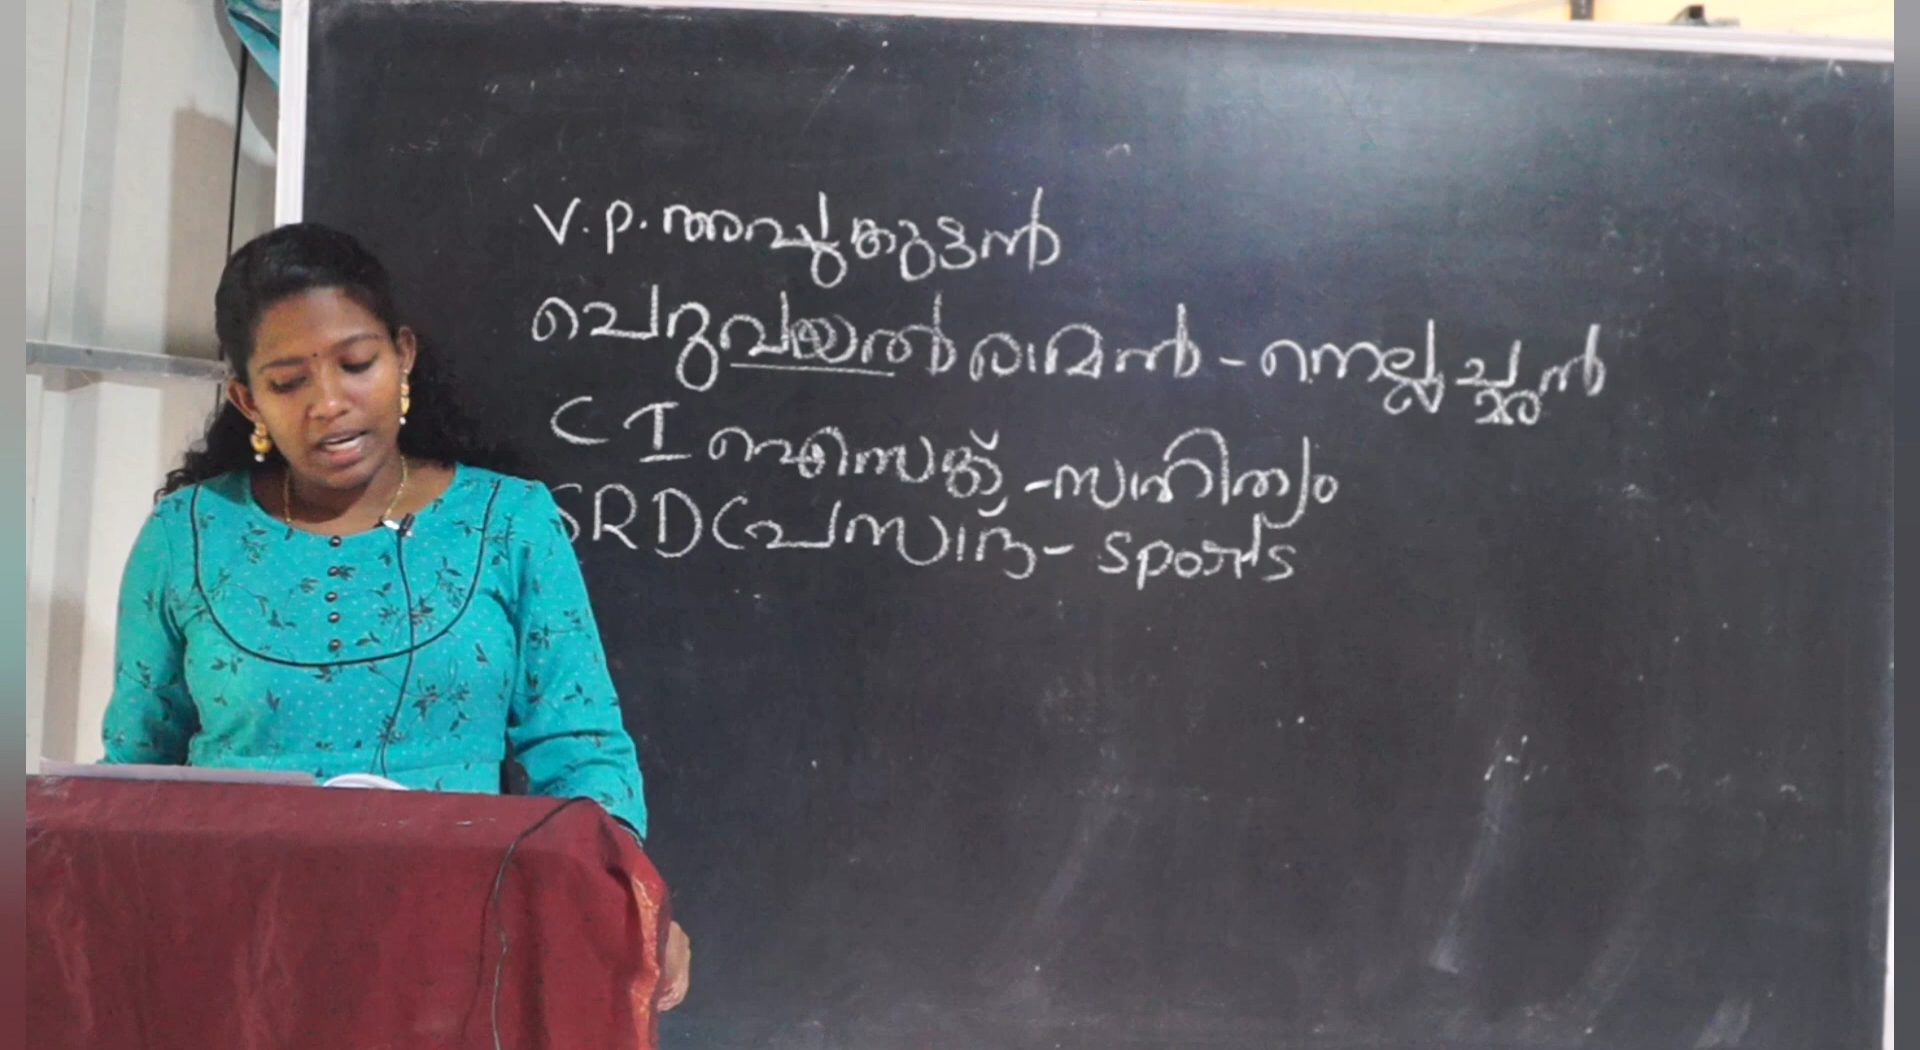 V.P. അപ്പുകുട്ടൻ
ചെറുവയൽ രാമൻ - നെല്ലച്ഛൻ
C I ഐസക്ക് - സാഹിത്യം
SRD പ്രസാദ് - Sports